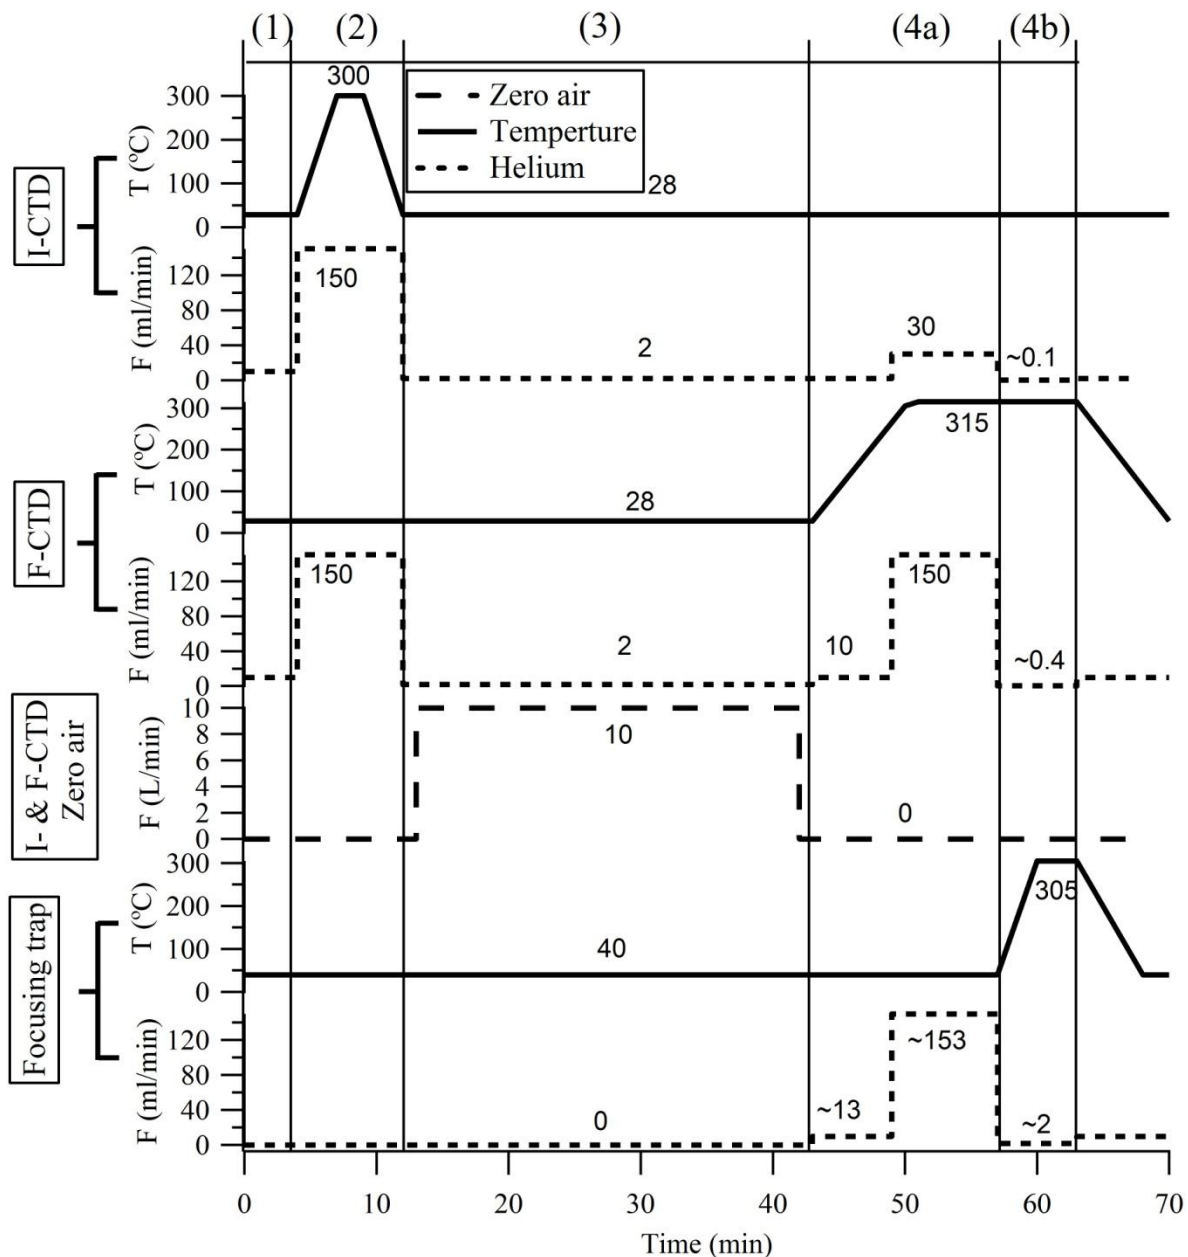 (1) (2) (3) (4a) (4b)
I-CTD
T (ºC)
300
200
100
0
300
28
Zero air
Temperture
Helium
F (ml/min)
120
80
40
0
150
2
30
~0.1
F-CTD
T (ºC)
300
200
100
0
28
315
F (ml/min)
120
80
40
0
150
2
10
150
~0.4
I- & F-CTD
Zero air
F (L/min)
10
8
6
4
2
0
10
0
Focusing trap
T (ºC)
300
200
100
0
40
305
F (ml/min)
120
80
40
0
0
~13
~153
~2
0 10 20 30 40 50 60 70
Time (min)